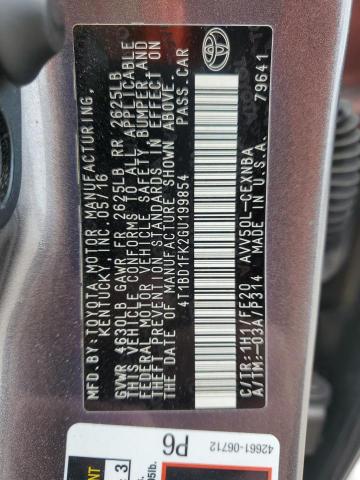 TOYOTA
MFD. BY: TOYOTA MOTOR MANUFACTURING,
KENTUCKY, INC. 05/16
GVWR 4630LB GAWR FR 2625LB RR 2625LB
THIS VEHICLE CONFORMS TO ALL APPLICABLE
FEDERAL MOTOR VEHICLE SAFETY, BUMPER, AND
THEFT PREVENTION STANDARDS IN EFFECT ON
THE DATE OF MANUFACTURE SHOWN ABOVE.
4T1BD1FK2GU199854 PASS. CAR
C/TR: 1H1/FE20 AVV50L-CEXNBA
A/TM: -03A/P314 U.S.A. 79641
42661-06712
P6
3